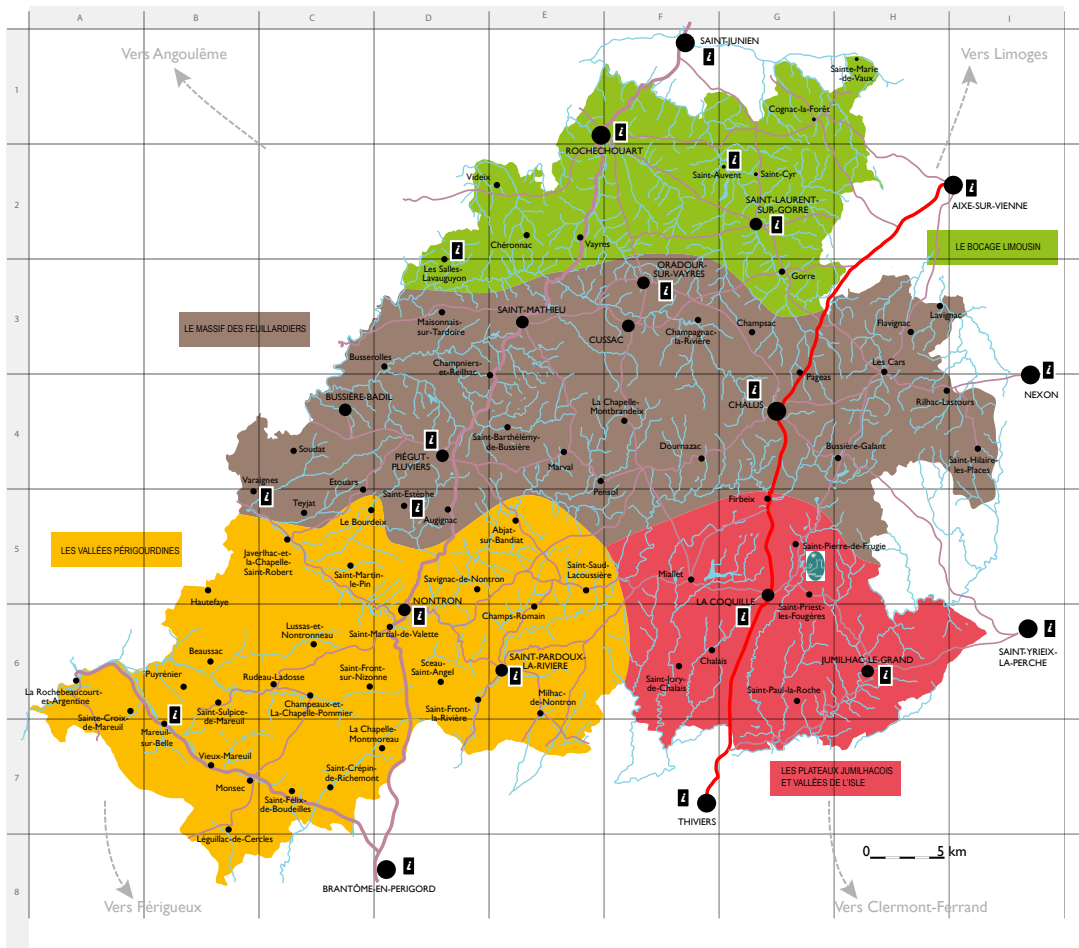 A B C D E F G H I
1
2
3
4
5
6
7
8
Vers Angoulême
Vers Limoges
SAINT-JUNIEN
i
Sainte-Marie
de-Vaux
Cognac-la-Forêt
i
ROCHECHOUART
i
Saint-Auvent
Saint-Cyr
Videix
i
AIXE-SUR-VIENNE
SAINT-LAURENT-
SUR-GORRE
i
Chéronnac
Vayres
i
Les Salles-
Lavauguyon
LE BOCAGE LIMOUSIN
ORADOUR-
SUR-VAYRES
i
Gorre
LE MASSIF DES FEUILLARDIERS
Maisonnais-
sur-Tardoire
SAINT-MATHIEU
CUSSAC
Champagnac-
la-Rivière
Champsac
Flavignac
Lavignac
Busserolles
Champniers-
et-Reilhac
Pageas
Les Cars
i
NEXON
BUSSIÈRE-BADIL
La Chapelle-
Montbrandeix
i
CHÂLUS
Rilhac-Lastours
Soudat
i
PIÉGUT-
PLUVIERS
Saint-Barthélémy-
de-Bussière
Marval
Dournazac
Bussière-Galant
Saint-Hilaire-
les-Places
Varaignes
i
Teyjat
Etouars
Saint-Estèphe
i
Le Bourdeix
Augignac
Pensol
Firbeix
LES VALLÉES PÉRIGOURDINES
Javerlhac-et-
la-Chapelle-
Saint-Robert
Abjat-
sur-Bandiat
Saint-Pierre-de-Frugie
Saint-Martin-
le-Pin
Savignac-de-Nontron
Saint-Saud-
Lacoussière
Miallet
Hautefaye
NONTRON
i
Champs-Romain
LA COQUILLE
i
Saint-Priest-
les-Fougères
Lussas-et-
Nontronneau
Saint-Martial-de-Valette
i
SAINT-YRIEIX-
LA-PERCHE
Beaussac
Puyrénier
Rudeau-Ladosse
Saint-Front-
sur-Nizonne
Sceau-
Saint-Angel
SAINT-PARDOUX-
LA-RIVIÈRE
i
Chalais
Saint-Jory-
de-Chalais
JUMILHAC-LE-GRAND
i
La Rochebeaucourt-
et-Argentine
Sainte-Croix-
de-Mareuil
i
Mareuil-
sur-Belle
Saint-Sulpice-
de-Mareuil
Champeaux-et-
La-Chapelle-Pommier
Saint-Front-
la-Rivière
Milhac-
de-Nontron
Saint-Paul-la-Roche
La Chapelle-
Montmoreau
Vieux-Mareuil
Monsec
Saint-Crépin-
de-Richemont
Saint-Félix-
de-Boudeilles
LES PLATEAUX JUMILHACOIS
ET VALLÉES DE L'ISLE
i
THIVIERS
Léguillac-de-Cercles
i
BRANTÔME-EN-PERIGORD
0 5 km
Vers Périgueux
Vers Clermont-Ferrand